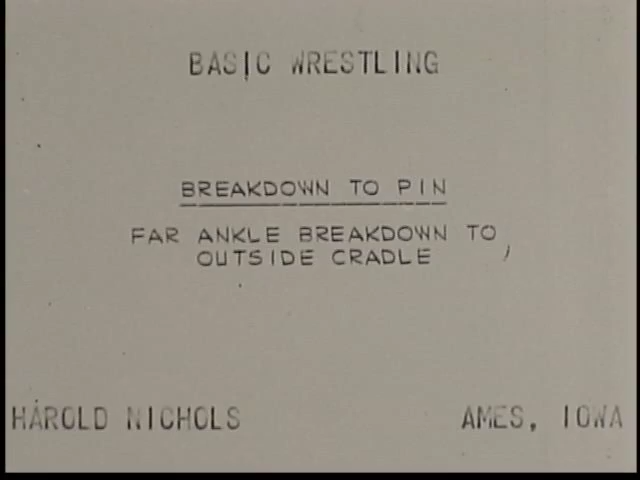 BASIC WRESTLING
BREAKDOWN TO PIN
FAR ANKLE BREAKDOWN TO
OUTSIDE CRADLE
HAROLD NICHOLS
AMES, IOWA